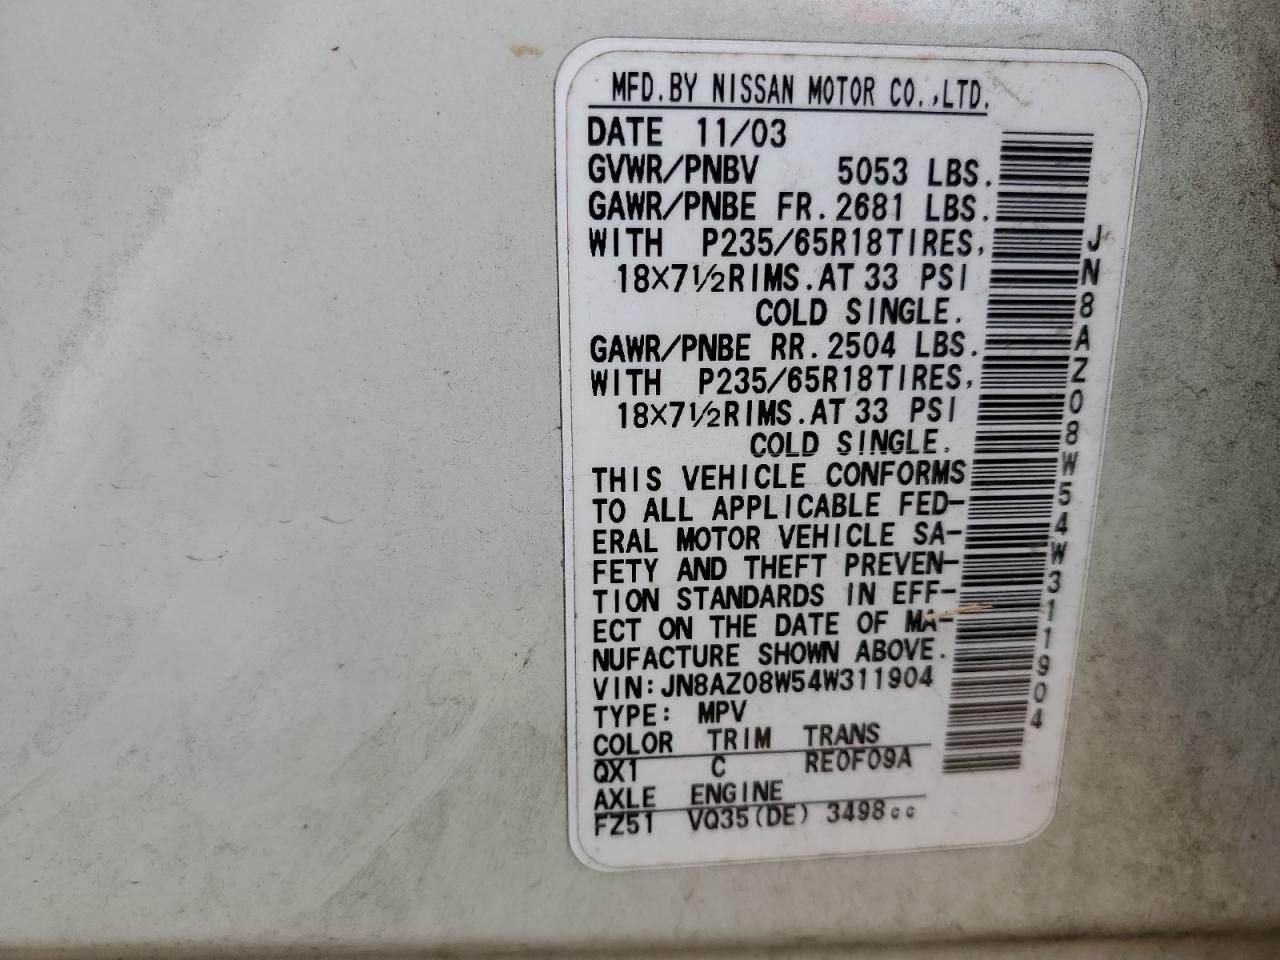 MFD.BY NISSAN MOTOR CO.,LTD.
DATE 11/03
GVWR/PNBV 5053 LBS.
GAWR/PNBE FR.2681 LBS.
WITH P235/65R18TIRES,
18×7½RIMS.AT 33 PSI
COLD SINGLE.
GAWR/PNBE RR.2504 LBS.
WITH P235/65R18TIRES,
18×7½RIMS.AT 33 PSI
COLD SINGLE.
THIS VEHICLE CONFORMS
TO ALL APPLICABLE FED-
ERAL MOTOR VEHICLE SA-
FETY AND THEFT PREVEN-
TION STANDARDS IN EFF-
ECT ON THE DATE OF MA-
NUFACTURE SHOWN ABOVE.
VIN:JN8AZ08W54W311904
TYPE: MPV
COLOR TRIM TRANS
QX1 C RE0F09A
AXLE ENGINE
FZ51 VQ35(DE) 3498cc
JN8AZ08W54W311904